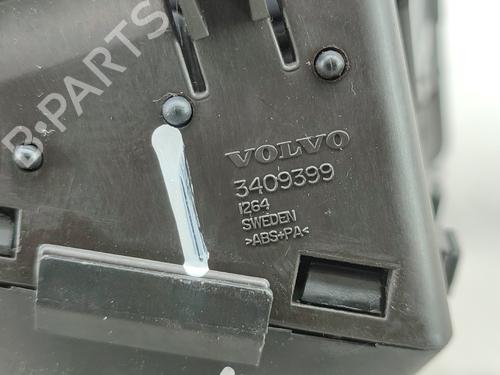 B-PARTS
VOLVO
3409399
1264
SWEDEN
>ABS+PA<